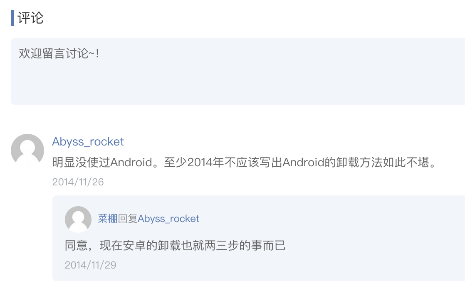 评论
欢迎留言讨论~!
Abyss_rocket
明显没使过Android。至少2014年不应该写出Android的卸载方法如此不堪。
2014/11/26
菜棚回复Abyss_rocket
同意，现在安卓的卸载也就两三步的事而已
2014/11/29